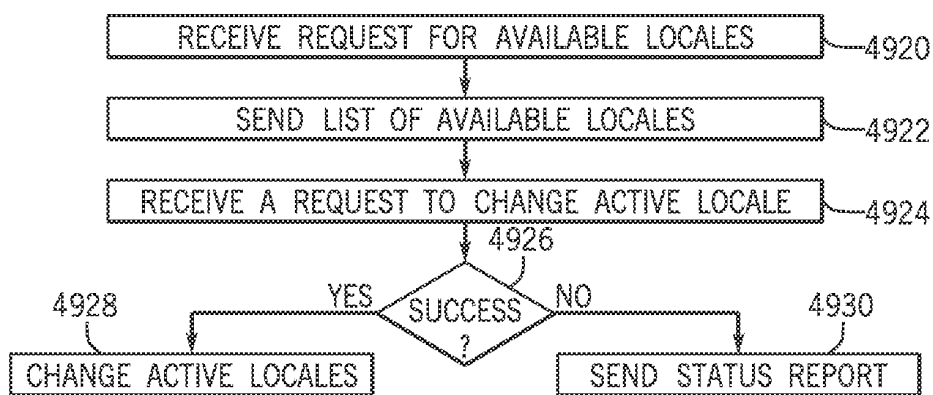 RECEIVE REQUEST FOR AVAILABLE LOCALES
4920
SEND LIST OF AVAILABLE LOCALES
4922
RECEIVE A REQUEST TO CHANGE ACTIVE LOCALE
4924
4926
SUCCESS
?
YES
NO
4928
CHANGE ACTIVE LOCALES
4930
SEND STATUS REPORT